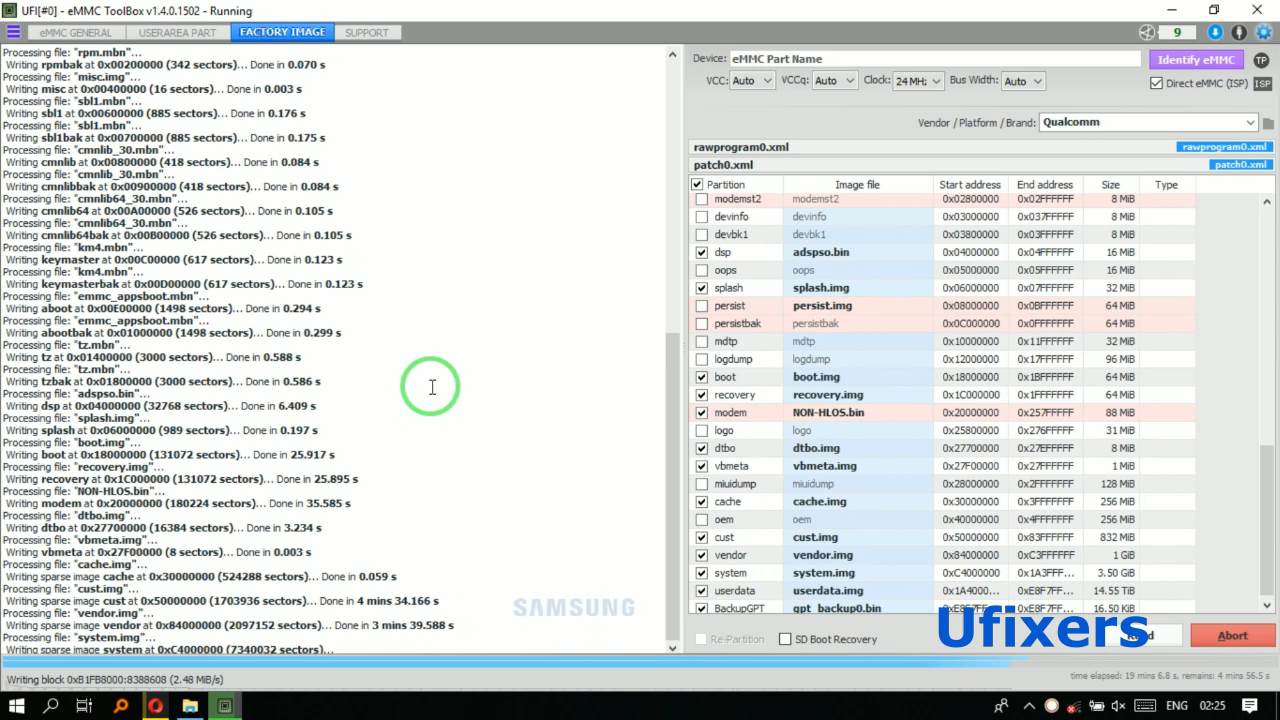 UFI[#0] - eMMC ToolBox v1.4.0.1502 - Running
eMMC GENERAL USERAREA PART FACTORY IMAGE SUPPORT 9
Processing file: "rpm.mbn"...
Writing rpmbak at 0x00200000 (342 sectors)... Done in 0.070 s
Processing file: "misc.img"...
Writing misc at 0x00400000 (16 sectors)... Done in 0.003 s
Processing file: "sbl1.mbn"...
Writing sbl1 at 0x00600000 (885 sectors)... Done in 0.176 s
Processing file: "sbl1.mbn"...
Writing sbl1bak at 0x00700000 (885 sectors)... Done in 0.175 s
Processing file: "cmnlib_30.mbn"...
Writing cmnlib at 0x00800000 (418 sectors)... Done in 0.084 s
Processing file: "cmnlib_30.mbn"...
Writing cmnlibbak at 0x00900000 (418 sectors)... Done in 0.084 s
Processing file: "cmnlib64_30.mbn"...
Writing cmnlib64 at 0x00A00000 (526 sectors)... Done in 0.105 s
Processing file: "cmnlib64_30.mbn"...
Writing cmnlib64bak at 0x00B00000 (526 sectors)... Done in 0.105 s
Processing file: "km4.mbn"...
Writing keymaster at 0x00C00000 (617 sectors)... Done in 0.123 s
Processing file: "km4.mbn"...
Writing keymasterbak at 0x00D00000 (617 sectors)... Done in 0.123 s
Processing file: "emmc_appsboot.mbn"...
Writing aboot at 0x00E00000 (1498 sectors)... Done in 0.294 s
Processing file: "emmc_appsboot.mbn"...
Writing abootbak at 0x01000000 (1498 sectors)... Done in 0.299 s
Processing file: "tz.mbn"...
Writing tz at 0x01400000 (3000 sectors)... Done in 0.588 s
Processing file: "tz.mbn"...
Writing tzbak at 0x01800000 (3000 sectors)... Done in 0.586 s
Processing file: "adspso.bin"...
Writing dsp at 0x04000000 (32768 sectors)... Done in 6.409 s
Processing file: "splash.img"...
Writing splash at 0x06000000 (989 sectors)... Done in 0.197 s
Processing file: "boot.img"...
Writing boot at 0x18000000 (131072 sectors)... Done in 25.917 s
Processing file: "recovery.img"...
Writing recovery at 0x1C000000 (131072 sectors)... Done in 25.895 s
Processing file: "NON-HLOS.bin"...
Writing modem at 0x20000000 (180224 sectors)... Done in 35.585 s
Processing file: "dtbo.img"...
Writing dtbo at 0x27700000 (16384 sectors)... Done in 3.234 s
Processing file: "vbmeta.img"...
Writing vbmeta at 0x27F00000 (8 sectors)... Done in 0.003 s
Processing file: "cache.img"...
Writing sparse image cache at 0x30000000 (524288 sectors)... Done in 0.059 s
Processing file: "cust.img"...
Writing sparse image cust at 0x50000000 (1703936 sectors)... Done in 4 mins 34.166 s
Processing file: "vendor.img"...
Writing sparse image vendor at 0x84000000 (2097152 sectors)... Done in 3 mins 39.588 s
Processing file: "system.img"...
Writing sparse image system at 0xC4000000 (7340032 sectors)...
SAMSUNG
Device: eMMC Part Name Identify eMMC TP
VCC: Auto VCCq: Auto Clock: 24 MHz Bus Width: Auto Direct eMMC (ISP) ISP
Vendor / Platform / Brand: Qualcomm
rawprogram0.xml rawprogram0.xml
patch0.xml patch0.xml
Partition Image file Start address End address Size Type
modemst2 modemst2 0x02800000 0x02FFFFFF 8 MiB
devinfo devinfo 0x03000000 0x037FFFFF 8 MiB
devbk1 devbk1 0x03800000 0x03FFFFFF 8 MiB
dsp adspso.bin 0x04000000 0x04FFFFFF 16 MiB
oops oops 0x05000000 0x05FFFFFF 16 MiB
splash splash.img 0x06000000 0x07FFFFFF 32 MiB
persist persist.img 0x08000000 0x0BFFFFFF 64 MiB
persistbak persistbak 0x0C000000 0x0FFFFFFF 64 MiB
mdtp mdtp 0x10000000 0x11FFFFFF 32 MiB
logdump logdump 0x12000000 0x17FFFFFF 96 MiB
boot boot.img 0x18000000 0x1BFFFFFF 64 MiB
recovery recovery.img 0x1C000000 0x1FFFFFFF 64 MiB
modem NON-HLOS.bin 0x20000000 0x257FFFFF 88 MiB
logo logo 0x25800000 0x276FFFFF 31 MiB
dtbo dtbo.img 0x27700000 0x27EFFFFF 8 MiB
vbmeta vbmeta.img 0x27F00000 0x27FFFFFF 1 MiB
miuidump miuidump 0x28000000 0x2FFFFFFF 128 MiB
cache cache.img 0x30000000 0x3FFFFFFF 256 MiB
oem oem 0x40000000 0x4FFFFFFF 256 MiB
cust cust.img 0x50000000 0x83FFFFFF 832 MiB
vendor vendor.img 0x84000000 0xC3FFFFFF 1 GiB
system system.img 0xC4000000 0x1A3FFF... 3.50 GiB
userdata userdata.img 0x1A4000... 0xE8F7FF... 14.55 TiB
BackupGPT gpt_backup0.bin 0xE8F7FF... 0xE8F7FF... 16.50 KiB
Re-Partition SD Boot Recovery Abort
Ufixers
Writing block 0xB1FB8000:8388608 (2.48 MiB/s) time elapsed: 19 mins 6.8 s, remains: 4 mins 56.5 s
ENG 02:25